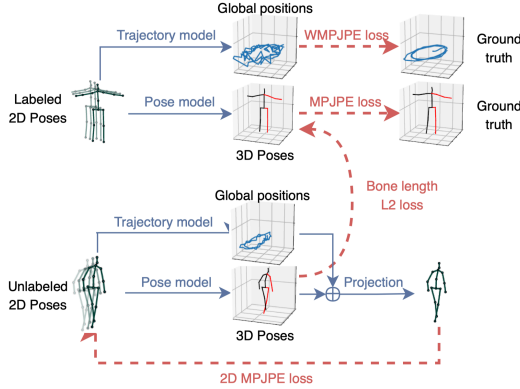 Global positions
Trajectory model
WMPJPE loss
Ground
truth
Labeled
2D Poses
Pose model
MPJPE loss
Ground
truth
3D Poses
Bone length
L2 loss
Global positions
Trajectory model
Unlabeled
2D Poses
Pose model
Projection
3D Poses
2D MPJPE loss